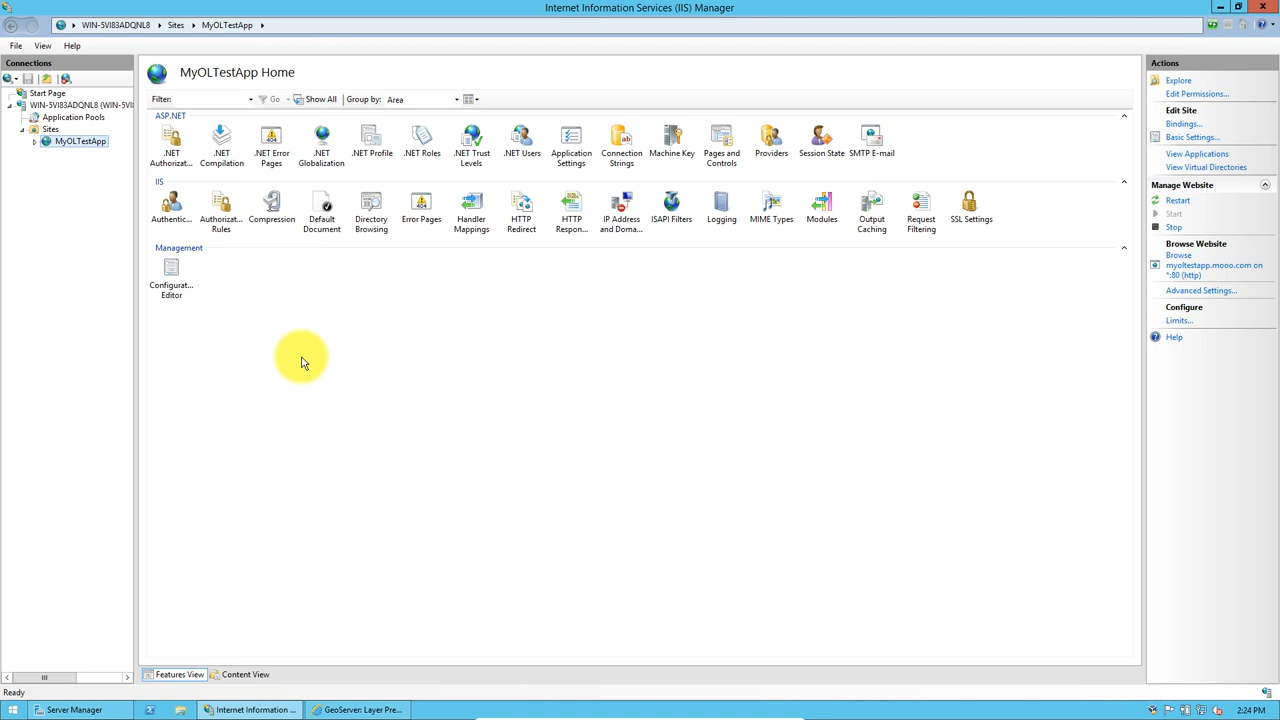 Internet Information Services (IIS) Manager
WIN-5VI83ADQNL8
Sites
MyOLTestApp
File
View
Help
Connections
Start Page
WIN-5VI83ADQNL8 (WIN-5VI
Application Pools
Sites
MyOLTestApp
MyOLTestApp Home
Filter:
Go
Show All
Group by:
Area
ASP.NET
.NET Authorizat...
.NET Compilation
.NET Error Pages
.NET Globalization
.NET Profile
.NET Roles
.NET Trust Levels
.NET Users
Application Settings
Connection Strings
Machine Key
Pages and Controls
Providers
Session State
SMTP E-mail
IIS
Authentic...
Authorizat... Rules
Compression
Default Document
Directory Browsing
Error Pages
Handler Mappings
HTTP Redirect
HTTP Respon...
IP Address and Doma...
ISAPI Filters
Logging
MIME Types
Modules
Output Caching
Request Filtering
SSL Settings
Management
Configurat... Editor
Features View
Content View
Actions
Explore
Edit Permissions...
Edit Site
Bindings...
Basic Settings...
View Applications
View Virtual Directories
Manage Website
Restart
Start
Stop
Browse Website
Browse
myoltestapp.mooo.com on
*:80 (http)
Advanced Settings...
Configure
Limits...
Help
Ready
Server Manager
Internet Information ...
GeoServer: Layer Pre...
2:24 PM